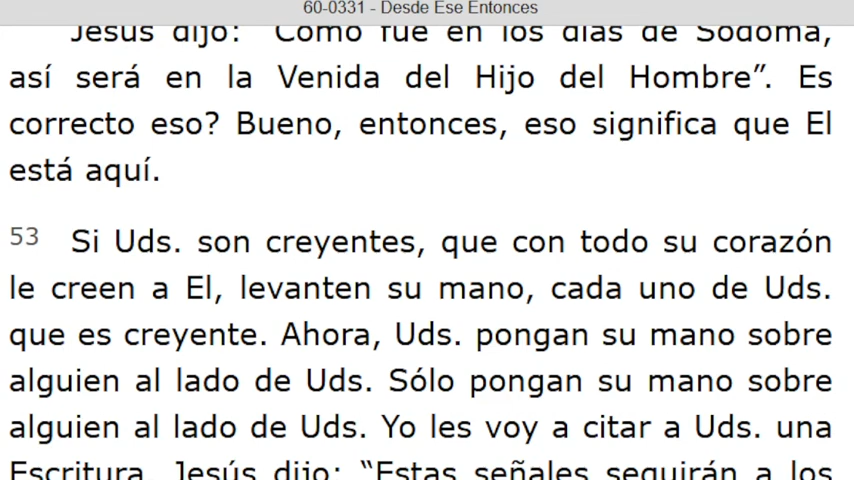 60-0331 - Desde Ese Entonces
Jesús dijo: “Como fue en los días de Sodoma,
así será en la Venida del Hijo del Hombre”. Es
correcto eso? Bueno, entonces, eso significa que El
está aquí.
53 Si Uds. son creyentes, que con todo su corazón
le creen a El, levanten su mano, cada uno de Uds.
que es creyente. Ahora, Uds. pongan su mano sobre
alguien al lado de Uds. Sólo pongan su mano sobre
alguien al lado de Uds. Yo les voy a citar a Uds. una
Escritura. Jesús dijo: “Estas señales seguirán a los